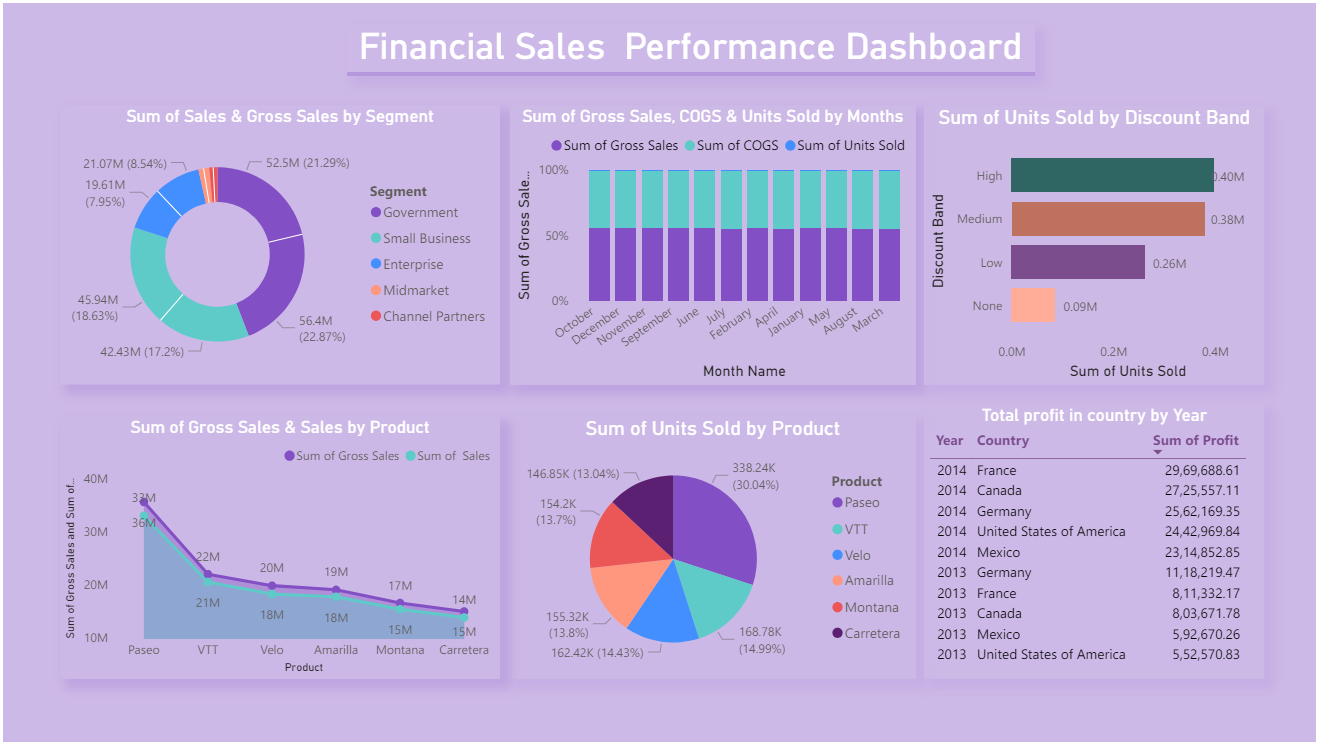 Financial Sales  Performance Dashboard
Sum of Sales & Gross Sales by Segment
21.07M (8.54%)
52.5M (21.29%)
19.61M
(7.95%)
45.94M
(18.63%)
42.43M (17.2%)
56.4M
(22.87%)
Segment
Government
Small Business
Enterprise
Midmarket
Channel Partners
Sum of Gross Sales, COGS & Units Sold by Months
Sum of Gross Sales
Sum of COGS
Sum of Units Sold
Sum of Gross Sale...
100%
50%
0%
October
December
November
September
June
July
February
April
January
May
August
March
Month Name
Sum of Units Sold by Discount Band
Discount Band
High
0.40M
Medium
0.38M
Low
0.26M
None
0.09M
0.0M
0.2M
0.4M
Sum of Units Sold
Sum of Gross Sales & Sales by Product
Sum of Gross Sales
Sum of  Sales
Sum of Gross Sales and Sum of...
40M
30M
20M
10M
33M
36M
22M
21M
20M
18M
19M
18M
17M
15M
14M
15M
Paseo
VTT
Velo
Amarilla
Montana
Carretera
Product
Sum of Units Sold by Product
146.85K (13.04%)
338.24K
(30.04%)
154.2K
(13.7%)
155.32K
(13.8%)
162.42K (14.43%)
168.78K
(14.99%)
Product
Paseo
VTT
Velo
Amarilla
Montana
Carretera
Total profit in country by Year
Year Country Sum of Profit
2014 France 29,69,688.61
2014 Canada 27,25,557.11
2014 Germany 25,62,169.35
2014 United States of America 24,42,969.84
2014 Mexico 23,14,852.85
2013 Germany 11,18,219.47
2013 France 8,11,332.17
2013 Canada 8,03,671.78
2013 Mexico 5,92,670.26
2013 United States of America 5,52,570.83